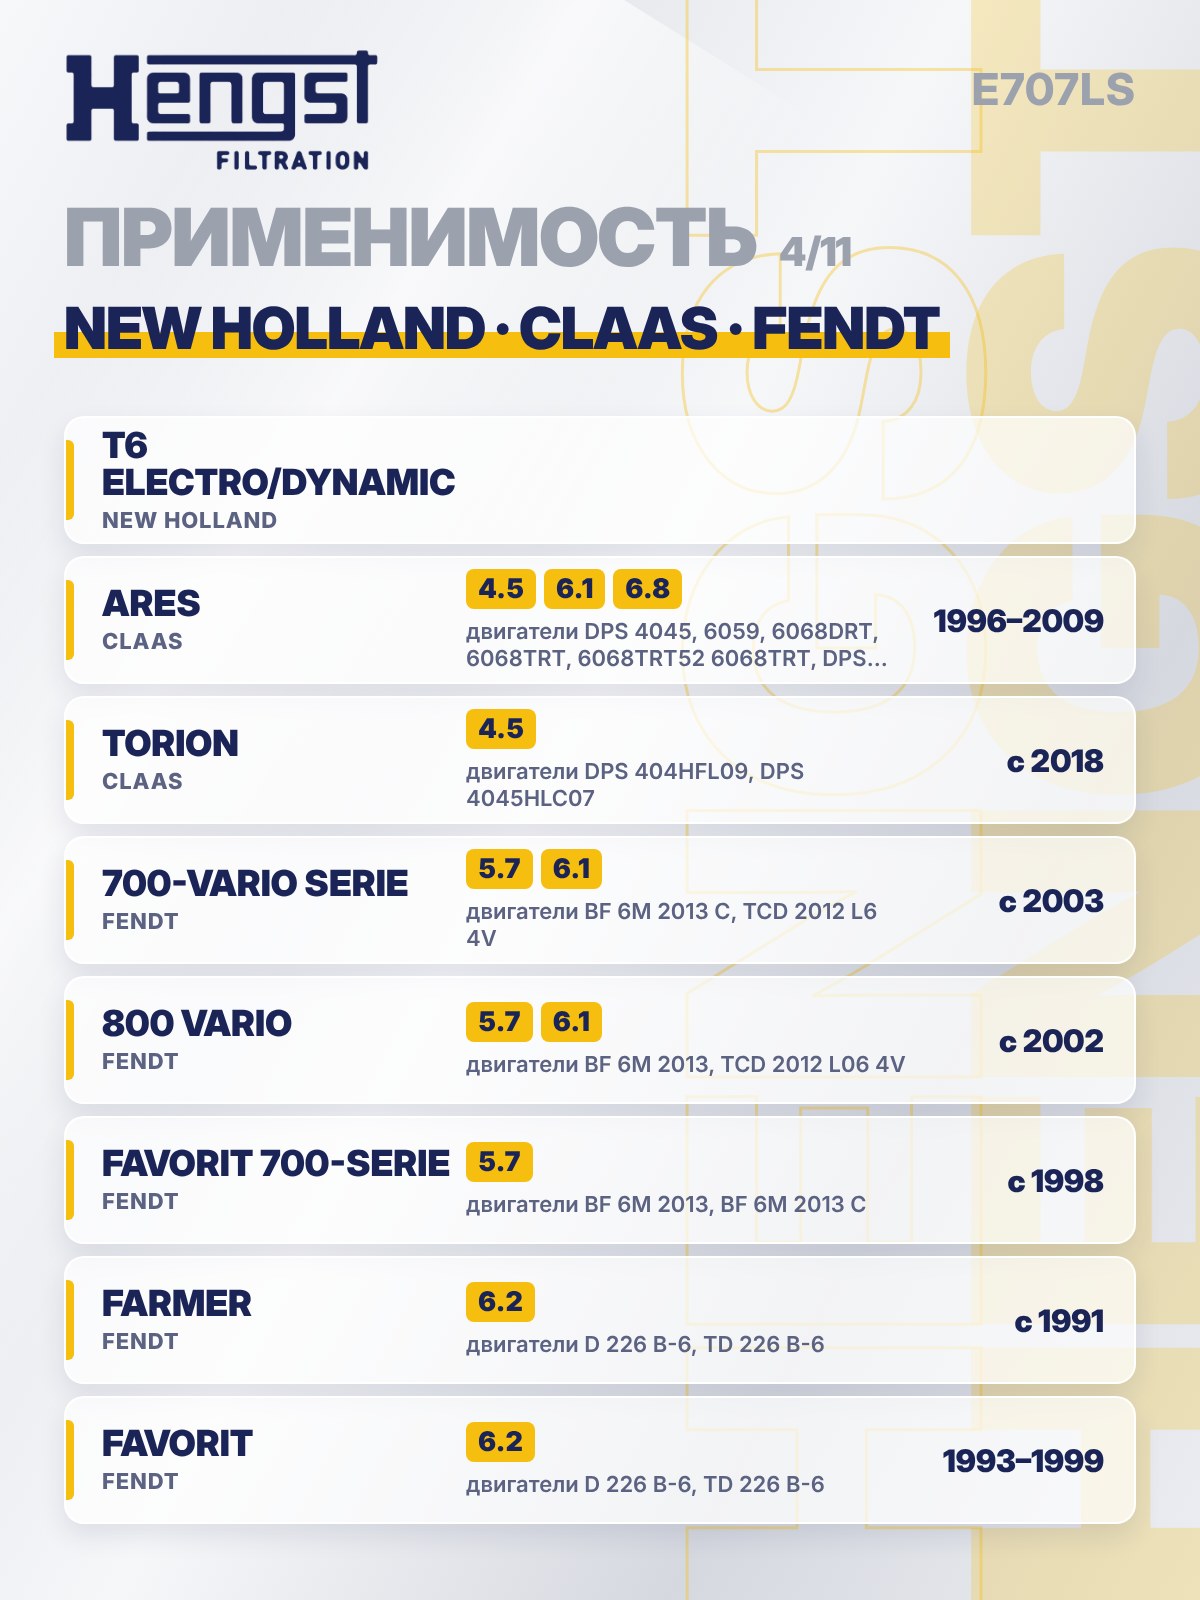 Hengst
FILTRATION
E707LS
ПРИМЕНИМОСТЬ 4/11
NEW HOLLAND · CLAAS · FENDT
T6
ELECTRO/DYNAMIC
NEW HOLLAND
ARES
CLAAS
4.5 6.1 6.8
двигатели DPS 4045, 6059, 6068DRT,
6068TRT, 6068TRT52 6068TRT, DPS...
1996–2009
TORION
CLAAS
4.5
двигатели DPS 404HFL09, DPS
4045HLC07
с 2018
700-VARIO SERIE
FENDT
5.7 6.1
двигатели BF 6M 2013 C, TCD 2012 L6
4V
с 2003
800 VARIO
FENDT
5.7 6.1
двигатели BF 6M 2013, TCD 2012 L06 4V
с 2002
FAVORIT 700-SERIE
FENDT
5.7
двигатели BF 6M 2013, BF 6M 2013 C
с 1998
FARMER
FENDT
6.2
двигатели D 226 B-6, TD 226 B-6
с 1991
FAVORIT
FENDT
6.2
двигатели D 226 B-6, TD 226 B-6
1993–1999
HENGST
HENGST